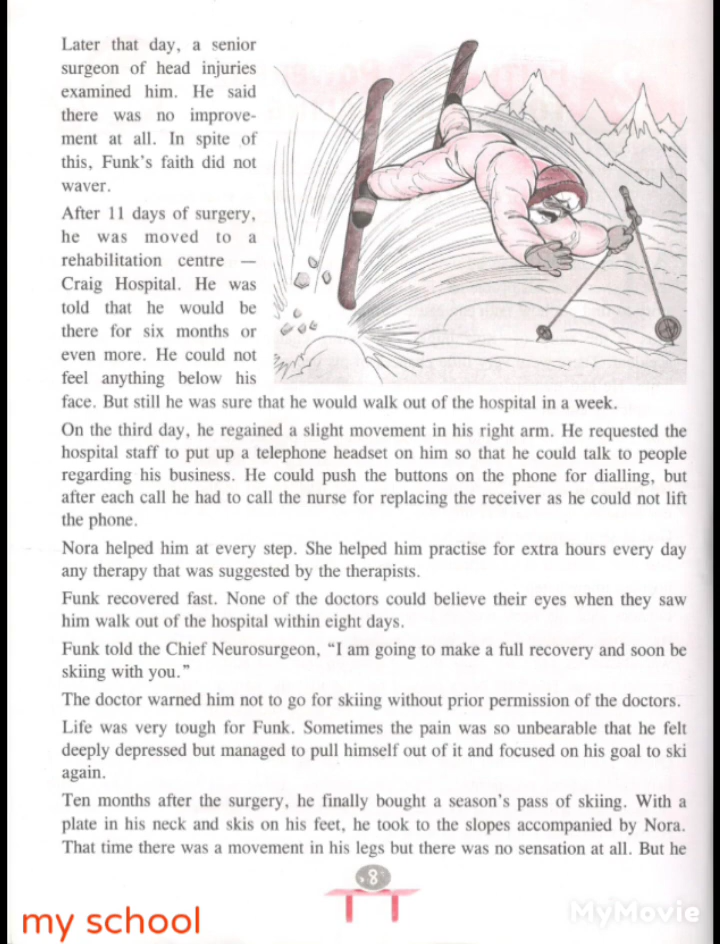 Later that day, a senior
surgeon of head injuries
examined him. He said
there was no improve-
ment at all. In spite of
this, Funk's faith did not
waver.
After 11 days of surgery,
he was moved to a
rehabilitation centre —
Craig Hospital. He was
told that he would be
there for six months or
even more. He could not
feel anything below his
face. But still he was sure that he would walk out of the hospital in a week.
On the third day, he regained a slight movement in his right arm. He requested the
hospital staff to put up a telephone headset on him so that he could talk to people
regarding his business. He could push the buttons on the phone for dialling, but
after each call he had to call the nurse for replacing the receiver as he could not lift
the phone.
Nora helped him at every step. She helped him practise for extra hours every day
any therapy that was suggested by the therapists.
Funk recovered fast. None of the doctors could believe their eyes when they saw
him walk out of the hospital within eight days.
Funk told the Chief Neurosurgeon, “I am going to make a full recovery and soon be
skiing with you.”
The doctor warned him not to go for skiing without prior permission of the doctors.
Life was very tough for Funk. Sometimes the pain was so unbearable that he felt
deeply depressed but managed to pull himself out of it and focused on his goal to ski
again.
Ten months after the surgery, he finally bought a season's pass of skiing. With a
plate in his neck and skis on his feet, he took to the slopes accompanied by Nora.
That time there was a movement in his legs but there was no sensation at all. But he
8
my school
MyMovie